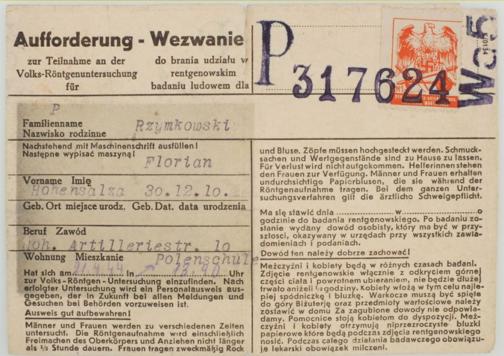 Aufforderung - Wezwanie
zur Teilnahme an der
Volks-Röntgenuntersuchung
für
do brania udziału w
rentgenowskim
badaniu ludowem dla
P 317624
Wa5
P
Familienname
Nazwisko rodzinne
Rzymkowski
Nachstehend mit Maschinenschrift ausfüllen!
Następne wypisać maszyną!
Florian
Vorname Imię
Hohensalza 30.12.10.
Geb.Ort miejsce urodz. Geb.Dat. data urodzenia
Beruf Zawód
Woh. Artilleriestr. 10
Wohnung Mieszkanie Polenschule
Hat sich am Uhr
zur Volks-Röntgen-Untersuchung einzufinden. Nach
erfolgter Untersuchung wird ein Personalausweis aus-
gegeben, der in Zukunft bei allen Meldungen und
Gesuchen bei Behörden vorzuweisen ist.
Ausweis gut aufbewahren!
Männer und Frauen werden zu verschiedenen Zeiten
untersucht. Die Röntgenaufnahme wird einschließlich
Freimachen des Oberkörpers und Anziehen nicht länger
als ½ Stunde dauern. Frauen tragen zweckmäßig Rock
und Bluse. Zöpfe müssen hochgesteckt werden. Schmuck-
sachen und Wertgegenstände sind zu Hause zu lassen.
Für Verlust wird nicht aufgekommen. Helferinnen stehen
den Frauen zur Verfügung. Männer und Frauen erhalten
undurchsichtige Papierblusen, die sie während der
Röntgenaufnahme tragen. Bei dem ganzen Unter-
suchungsverfahren gilt die ärztliche Schweigepflicht.
Ma się stawić dnia w o
godzinie do badania rentgenowskiego. Po badaniu zo-
stanie wydany dowód osobisty, który ma być w przy-
szłości, okazywany w urzędach przy wszystkich zawia-
domieniach i podaniach.
Dowód ten należy dobrze zachować!
Mężczyźni i kobiety będą w różnych czasach badani.
Zdjęcie rentgenowskie włącznie z odkryciem górnej
części ciała i powrotnem ubieraniem, nie będzie dłużej
trwało aniżeli ½ godziny. Kobiety włożą w tym celu najle-
piej spódniczkę i bluzkę. Warkocze muszą być spięte
do góry Biżuterję oraz przedmioty wartościowe należy
zostawić w domu Za zagubione dowody nie odpowia-
damy. Pomocnice stoją kobietom do dyspozycji. Męż-
czyźni i kobiety otrzymują nieprzezroczyste bluzki
papierowe które będą podczas zdjęcia rentgenowskiego
nosić. Podczas całego działania badawczego obowiązu-
je lekarski obowiązek milczeni.